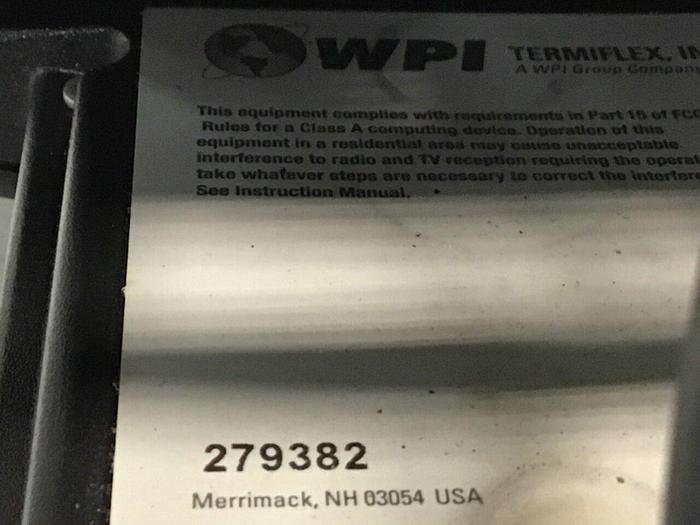 WPI TERMIFLEX, IN
A WPI Group Company
This equipment complies with requirements in Part 15 of FCC
Rules for a Class A computing device. Operation of this
equipment in a residential area may cause unacceptable
interference to radio and TV reception requiring the operat
take whatever steps are necessary to correct the interfere
See Instruction Manual.
279382
Merrimack, NH 03054 USA